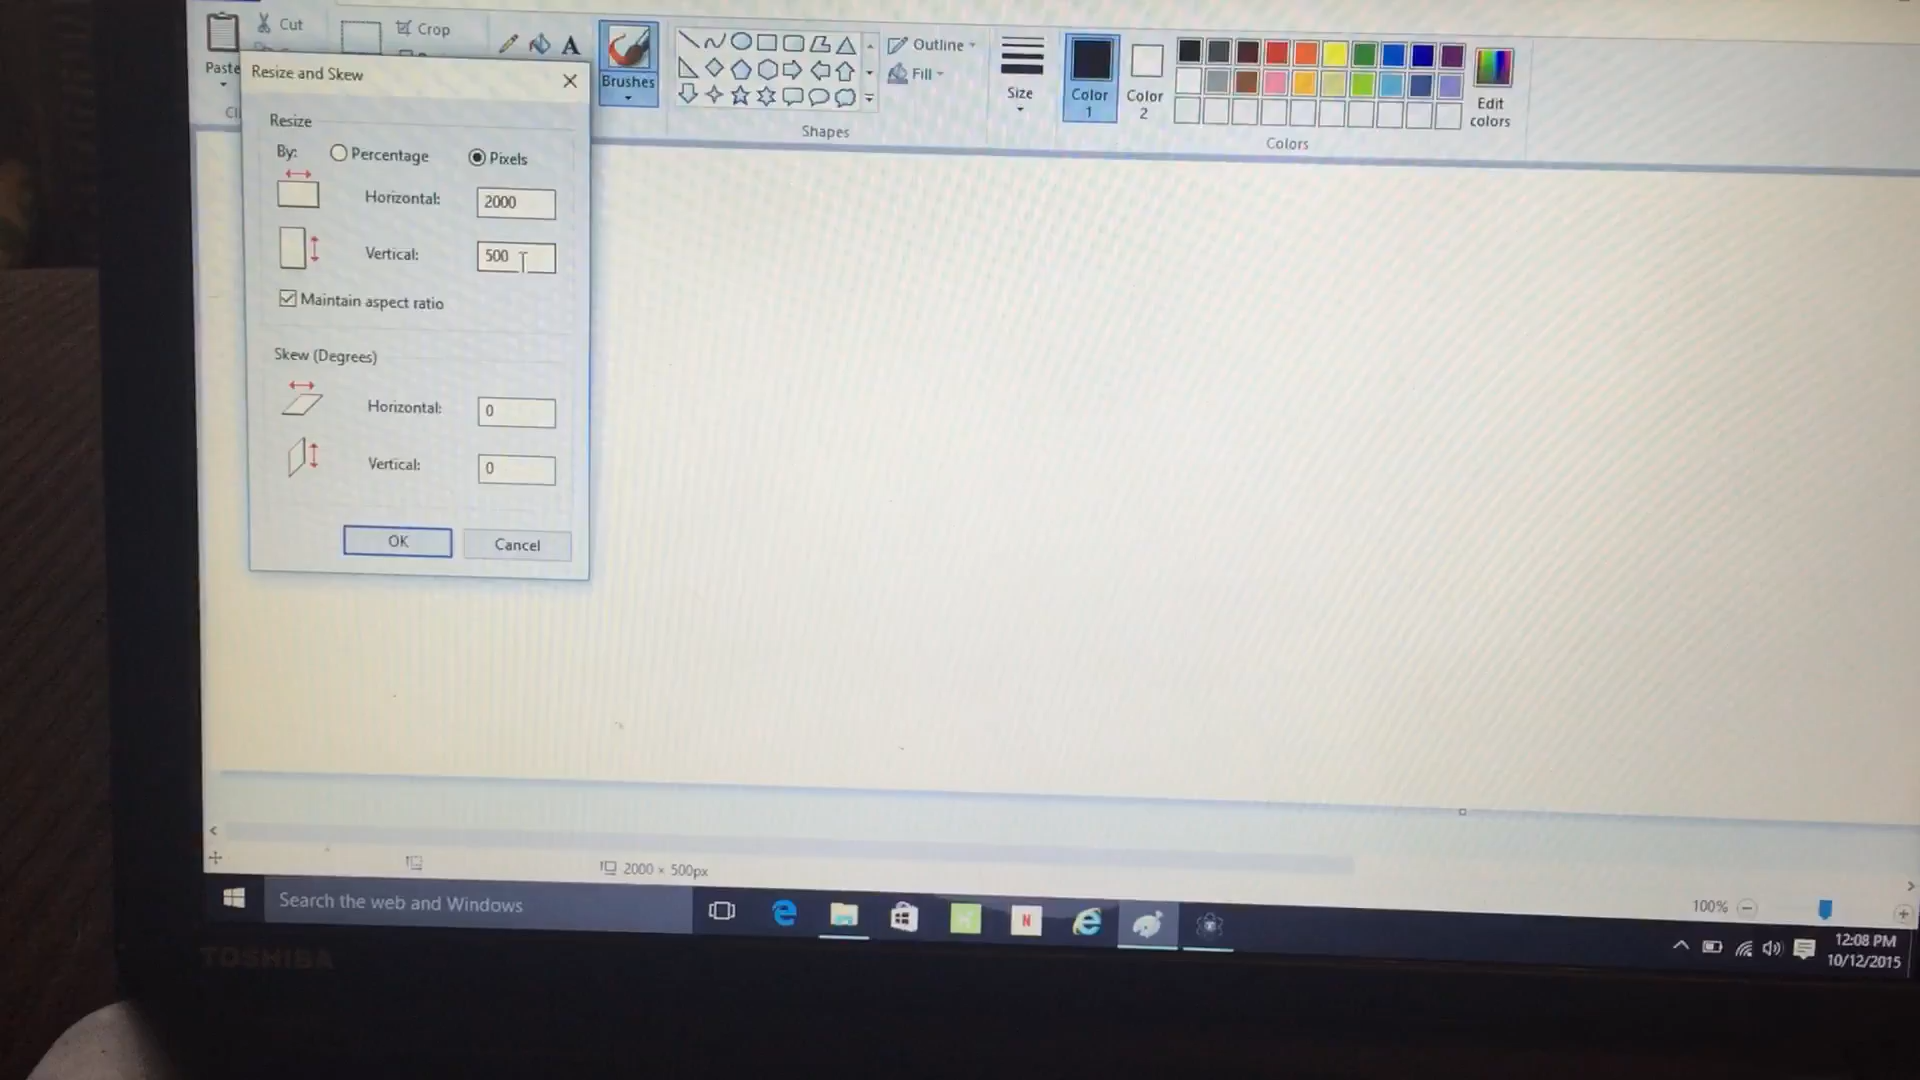 Cut
Crop
Paste
A
Brushes
Outline
Fill
Shapes
Size
Color
1
Color
2
Edit
colors
Colors
Resize and Skew
Resize
By:
Percentage
Pixels
Horizontal:
2000
Vertical:
500
Maintain aspect ratio
Skew (Degrees)
Horizontal:
0
Vertical:
0
OK
Cancel
2000 × 500px
100%
Search the web and Windows
N
12:08 PM
10/12/2015
TOSHIBA